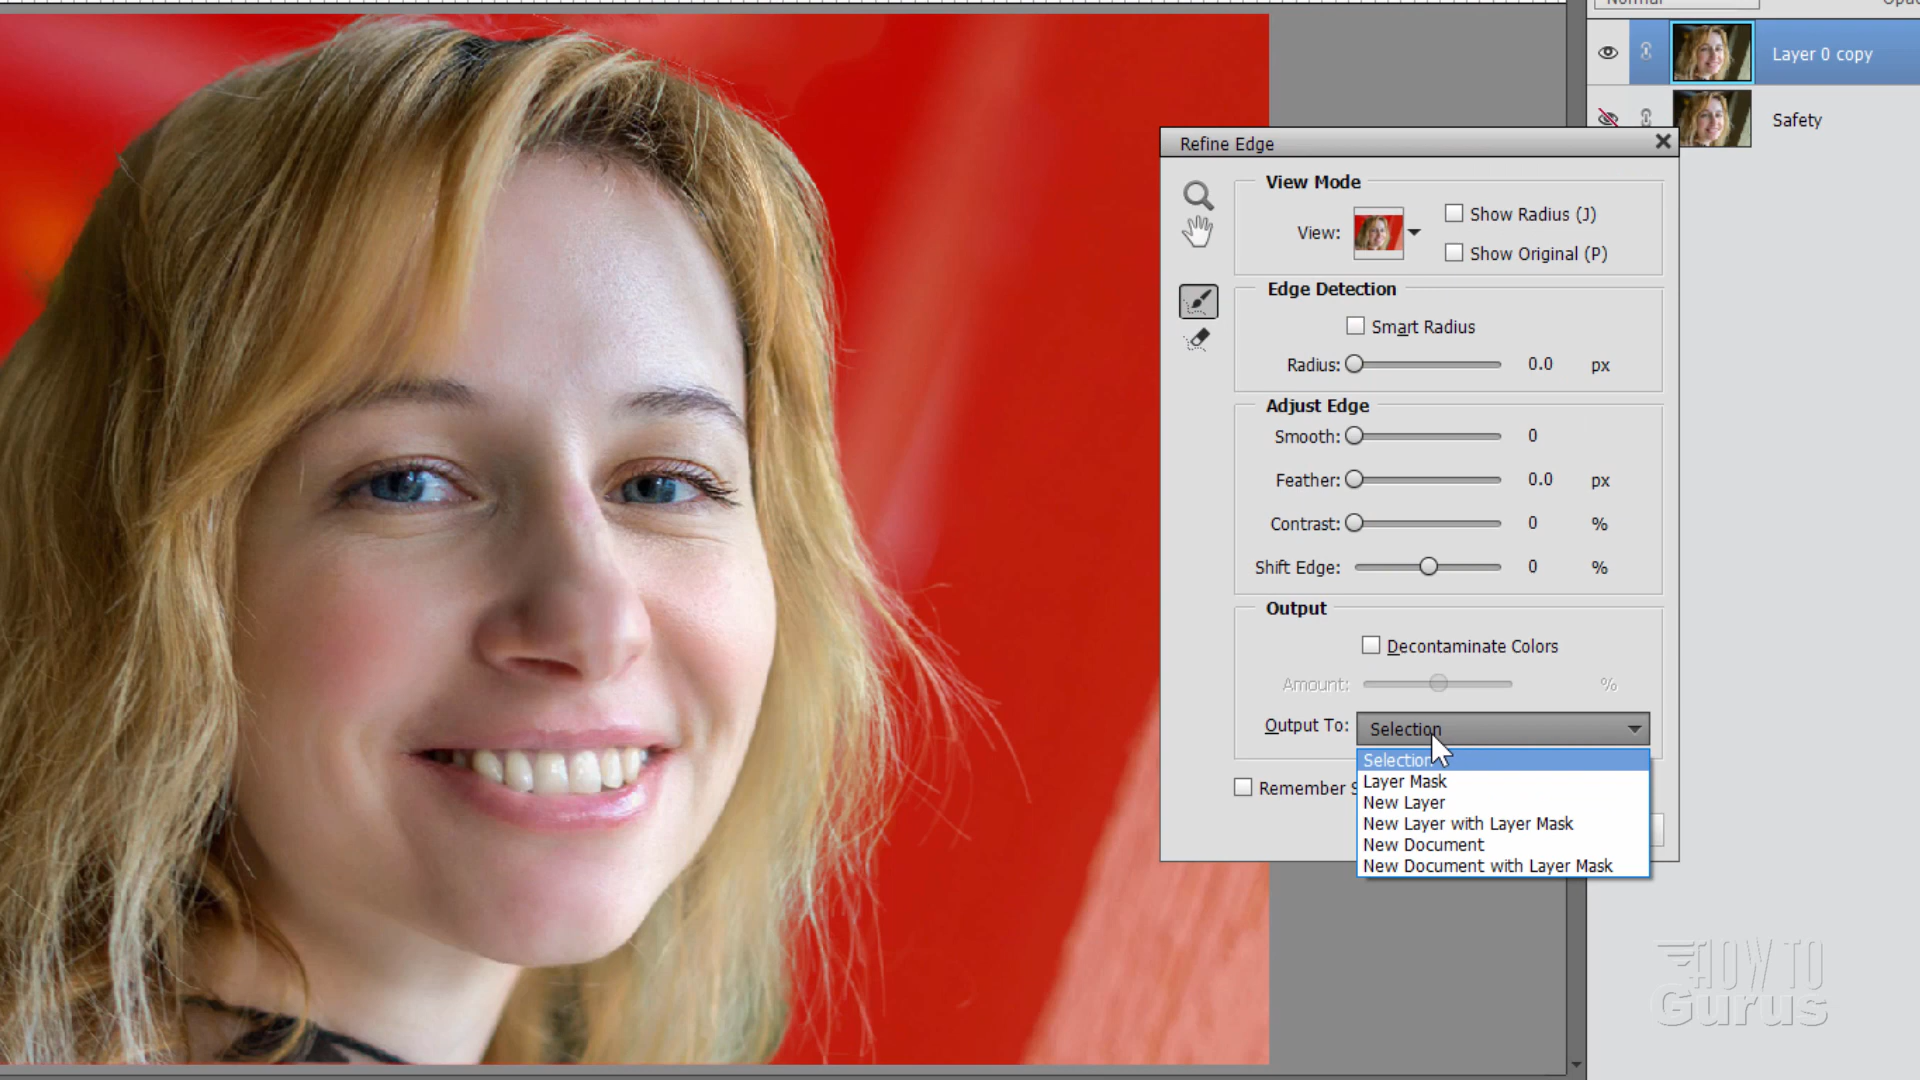 Normal
Layer 0 copy
Safety
Refine Edge
View Mode
View:
Show Radius (J)
Show Original (P)
Edge Detection
Smart Radius
Radius: 0.0 px
Adjust Edge
Smooth: 0
Feather: 0.0 px
Contrast: 0 %
Shift Edge: 0 %
Output
Decontaminate Colors
Amount: %
Output To: Selection
Selection
Layer Mask
New Layer
New Layer with Layer Mask
New Document
New Document with Layer Mask
Remember
HOW TO
Gurus